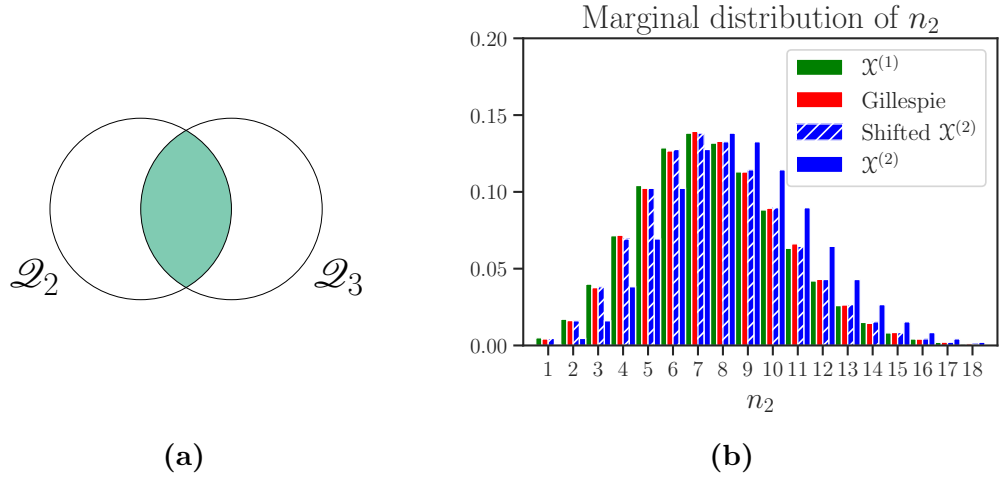 𝒬2
𝒬3
(a)
Marginal distribution of n2
0.20
0.15
0.10
0.05
0.00
𝒳(1)
Gillespie
Shifted 𝒳(2)
𝒳(2)
1 2 3 4 5 6 7 8 9 10 11 12 13 14 15 16 17 18
n2
(b)